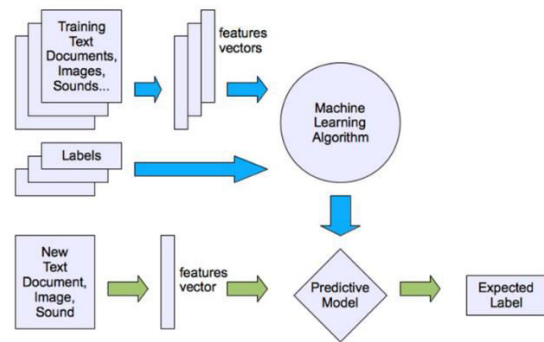 Training
Text
Documents,
Images,
Sounds...
features
vectors
Machine
Learning
Algorithm
Labels
New
Text
Document,
Image,
Sound
features
vector
Predictive
Model
Expected
Label